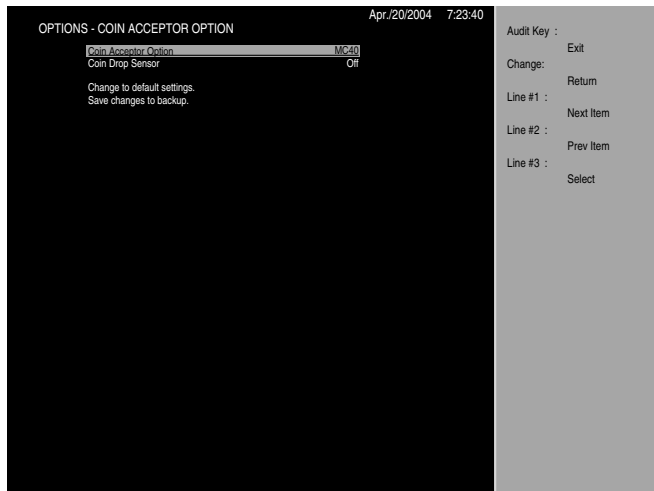 Apr./20/2004 7:23:40
OPTIONS - COIN ACCEPTOR OPTION
Coin Acceptor Option MC40
Coin Drop Sensor Off
Change to default settings.
Save changes to backup.
Audit Key :
Exit
Change:
Return
Line #1 :
Next Item
Line #2 :
Prev Item
Line #3 :
Select